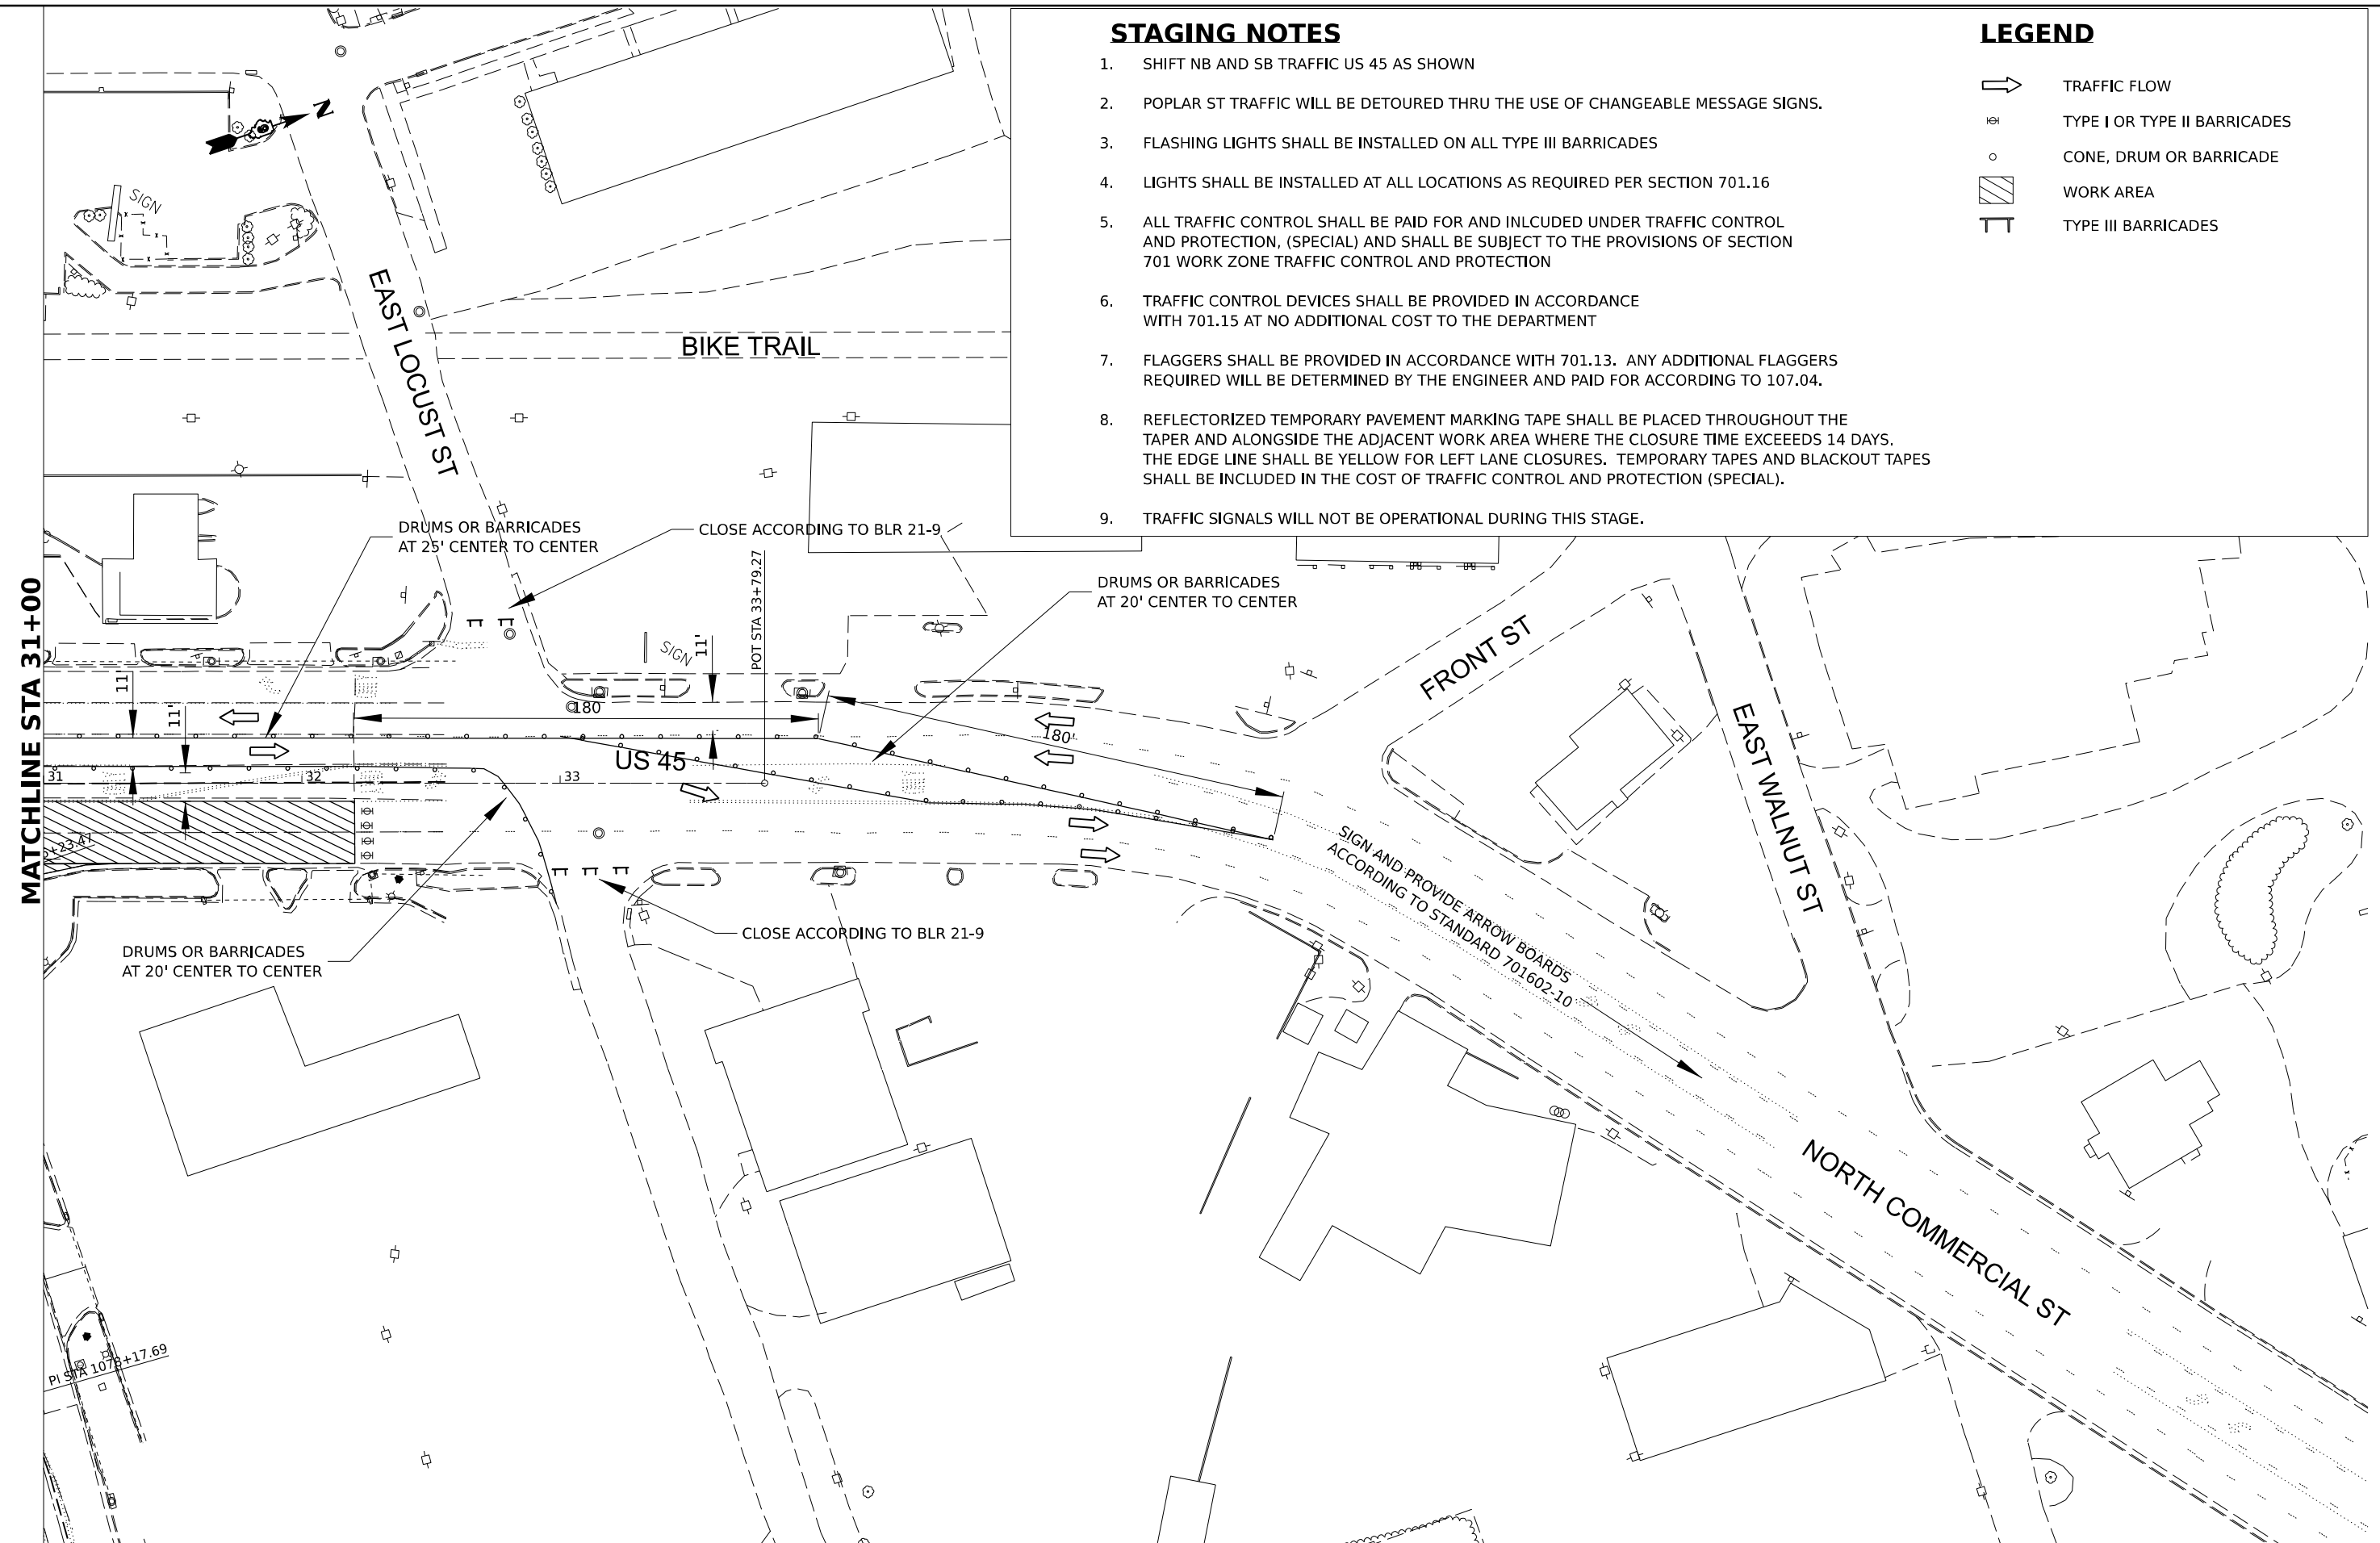 STAGING NOTES
1. SHIFT NB AND SB TRAFFIC US 45 AS SHOWN
2. POPLAR ST TRAFFIC WILL BE DETOURED THRU THE USE OF CHANGEABLE MESSAGE SIGNS.
3. FLASHING LIGHTS SHALL BE INSTALLED ON ALL TYPE III BARRICADES
4. LIGHTS SHALL BE INSTALLED AT ALL LOCATIONS AS REQUIRED PER SECTION 701.16
5. ALL TRAFFIC CONTROL SHALL BE PAID FOR AND INLCUDED UNDER TRAFFIC CONTROL
AND PROTECTION, (SPECIAL) AND SHALL BE SUBJECT TO THE PROVISIONS OF SECTION
701 WORK ZONE TRAFFIC CONTROL AND PROTECTION
6. TRAFFIC CONTROL DEVICES SHALL BE PROVIDED IN ACCORDANCE
WITH 701.15 AT NO ADDITIONAL COST TO THE DEPARTMENT
7. FLAGGERS SHALL BE PROVIDED IN ACCORDANCE WITH 701.13. ANY ADDITIONAL FLAGGERS
REQUIRED WILL BE DETERMINED BY THE ENGINEER AND PAID FOR ACCORDING TO 107.04.
8. REFLECTORIZED TEMPORARY PAVEMENT MARKING TAPE SHALL BE PLACED THROUGHOUT THE
TAPER AND ALONGSIDE THE ADJACENT WORK AREA WHERE THE CLOSURE TIME EXCEEEDS 14 DAYS.
THE EDGE LINE SHALL BE YELLOW FOR LEFT LANE CLOSURES. TEMPORARY TAPES AND BLACKOUT TAPES
SHALL BE INCLUDED IN THE COST OF TRAFFIC CONTROL AND PROTECTION (SPECIAL).
9. TRAFFIC SIGNALS WILL NOT BE OPERATIONAL DURING THIS STAGE.
LEGEND
TRAFFIC FLOW
TYPE I OR TYPE II BARRICADES
CONE, DRUM OR BARRICADE
WORK AREA
TYPE III BARRICADES
N
SIGN
EAST LOCUST ST
BIKE TRAIL
DRUMS OR BARRICADES
AT 25' CENTER TO CENTER
CLOSE ACCORDING TO BLR 21-9
POT STA 33+79.27
DRUMS OR BARRICADES
AT 20' CENTER TO CENTER
MATCHLINE STA 31+00
SIGN
11'
11'
11'
180
180'
FRONT ST
EAST WALNUT ST
US 45
31
32
33
+23.47
SIGN AND PROVIDE ARROW BOARDS
ACCORDING TO STANDARD 701602-10
CLOSE ACCORDING TO BLR 21-9
DRUMS OR BARRICADES
AT 20' CENTER TO CENTER
NORTH COMMERCIAL ST
PI STA 1078+17.69